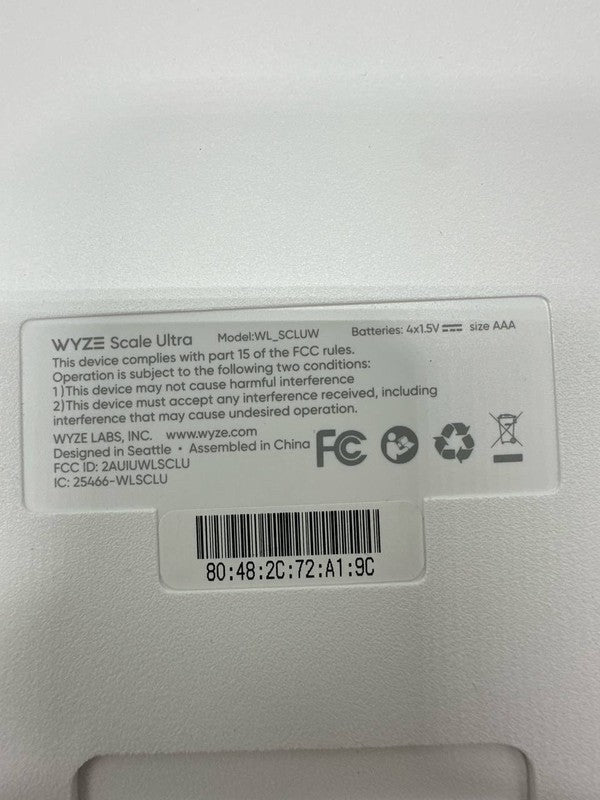 WYZE Scale Ultra Model:WL_SCLUW Batteries: 4x1.5V size AAA
This device complies with part 15 of the FCC rules.
Operation is subject to the following two conditions:
1)This device may not cause harmful interference
2)This device must accept any interference received, including
interference that may cause undesired operation.
WYZE LABS, INC. www.wyze.com
Designed in Seattle • Assembled in China
FCC ID: 2AUIUWLSCLU
IC: 25466-WLSCLU
FC
80:48:2C:72:A1:9C